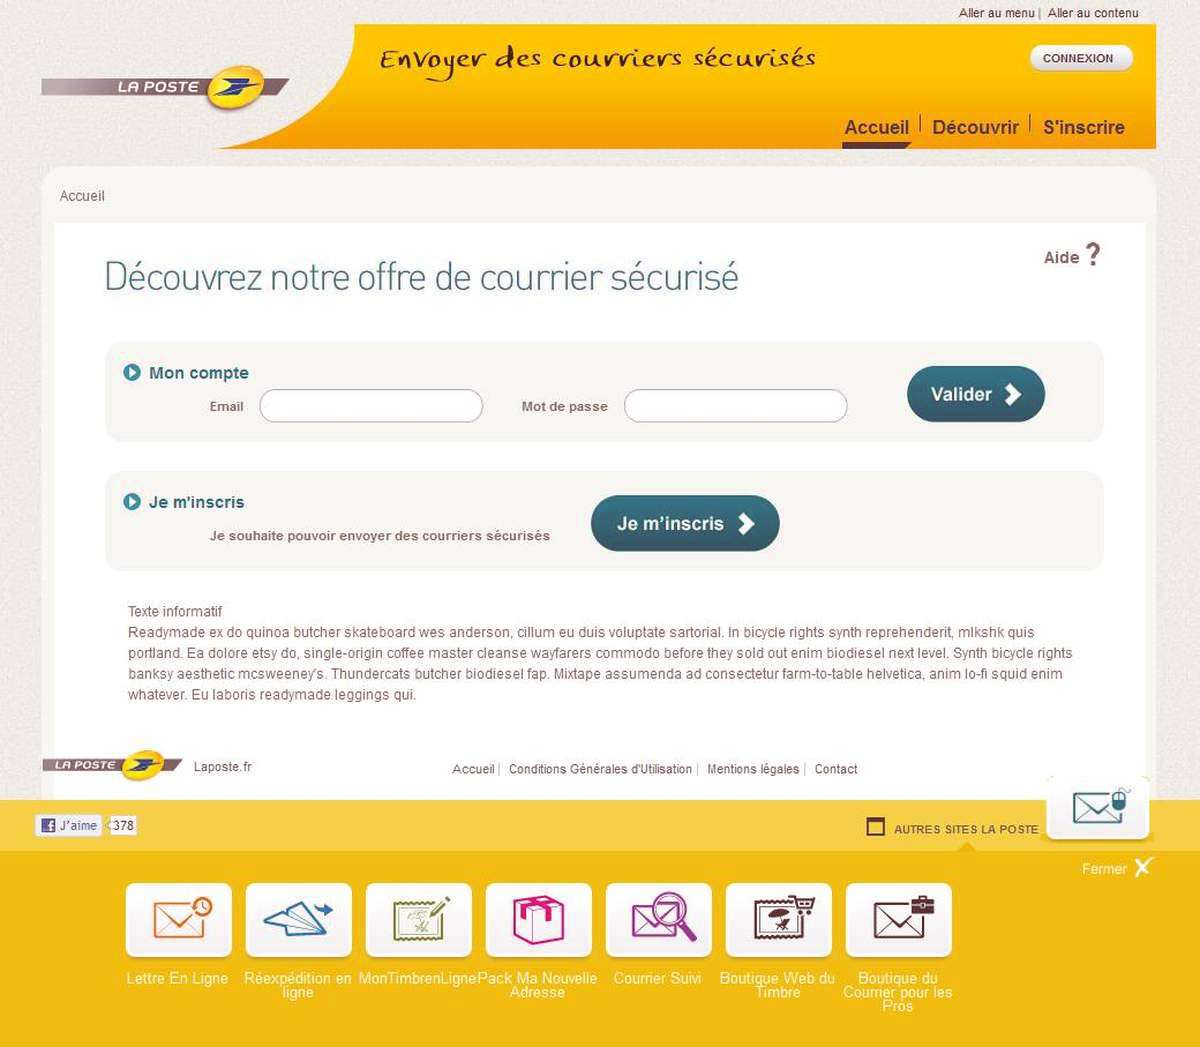 Aller au menu | Aller au contenu
Envoyer des courriers sécurisés
CONNEXION
LA POSTE
Accueil | Découvrir | S'inscrire
Accueil
Aide ?
Découvrez notre offre de courrier sécurisé
Mon compte
Email
Mot de passe
Valider
Je m'inscris
Je souhaite pouvoir envoyer des courriers sécurisés
Je m'inscris
Texte informatif
Readymade ex do quinoa butcher skateboard wes anderson, cillum eu duis voluptate sartorial. In bicycle rights synth reprehenderit, mlkshk quis
portland. Ea dolore etsy do, single-origin coffee master cleanse wayfarers commodo before they sold out enim biodiesel next level. Synth bicycle rights
banksy aesthetic mcsweeney's. Thundercats butcher biodiesel fap. Mixtape assumenda ad consectetur farm-to-table helvetica, anim lo-fi squid enim
whatever. Eu laboris readymade leggings qui.
LA POSTE
Laposte.fr
Accueil | Conditions Générales d'Utilisation | Mentions légales | Contact
f J'aime 378
AUTRES SITES LA POSTE
Fermer
Lettre En Ligne
Réexpédition en
ligne
MonTimbrenLigne
Pack Ma Nouvelle
Adresse
Courrier Suivi
Boutique Web du
Timbre
Boutique du
Courrier pour les
Pros